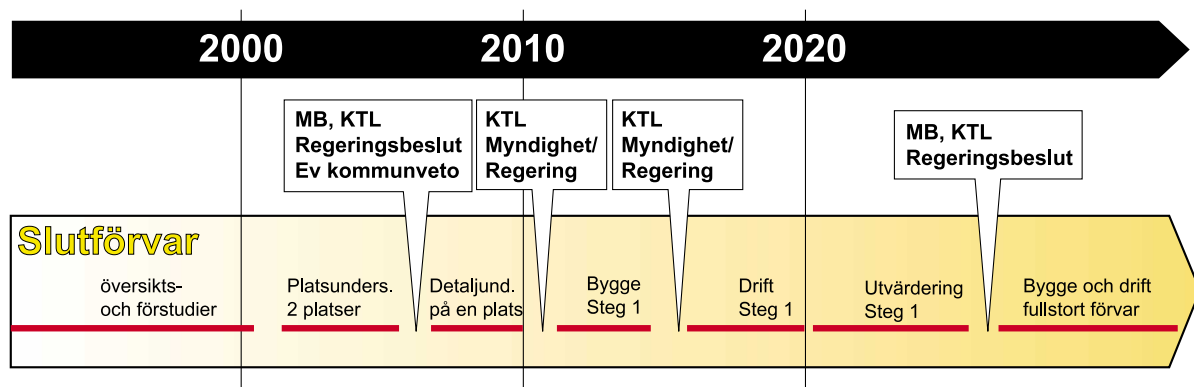 2000
2010
2020
MB, KTL
Regeringsbeslut
Ev kommunveto
KTL
Myndighet/
Regering
KTL
Myndighet/
Regering
MB, KTL
Regeringsbeslut
Slutförvar
översikts-
och förstudier
Platsunders.
2 platser
Detaljund.
på en plats
Bygge
Steg 1
Drift
Steg 1
Utvärdering
Steg 1
Bygge och drift
fullstort förvar